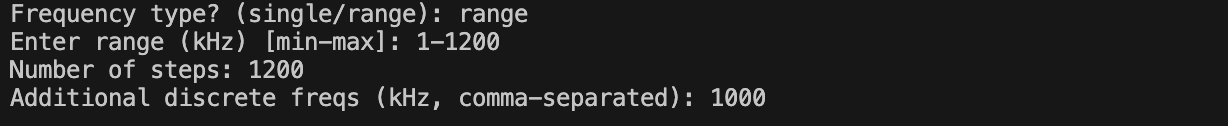 Frequency type? (single/range): range
Enter range (kHz) [min-max]: 1-1200
Number of steps: 1200
Additional discrete freqs (kHz, comma-separated): 1000